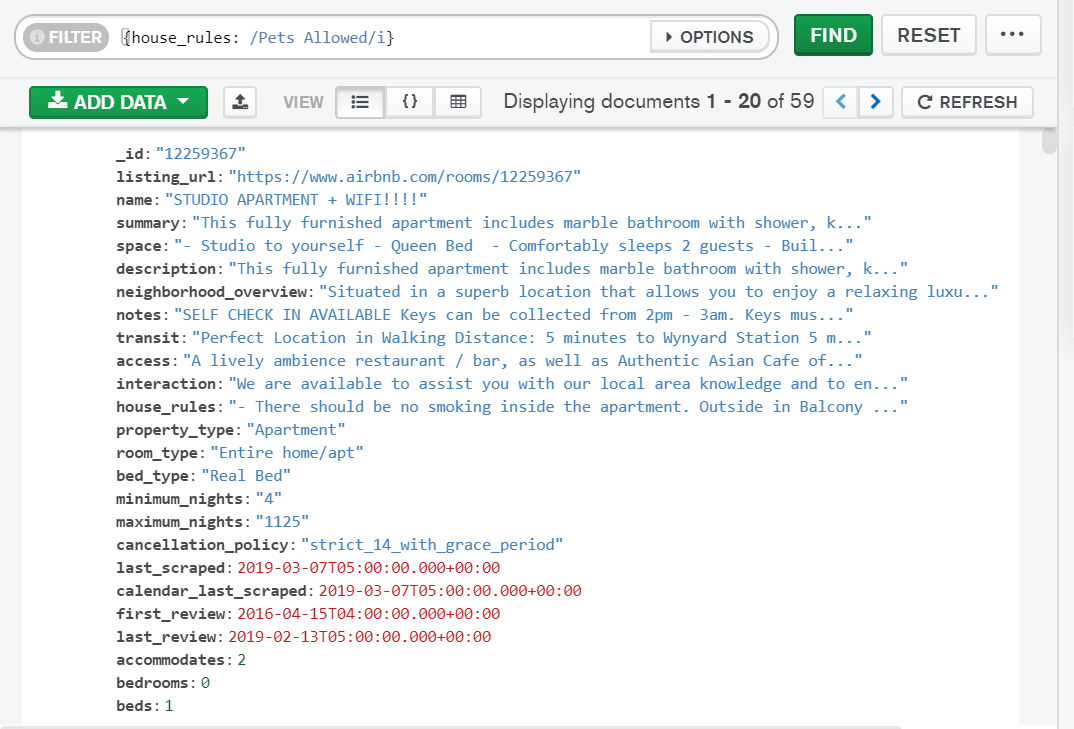 FILTER {house_rules: /Pets Allowed/i} OPTIONS FIND RESET ...
ADD DATA VIEW {} Displaying documents 1 - 20 of 59 < > REFRESH
_id: "12259367"
listing_url: "https://www.airbnb.com/rooms/12259367"
name: "STUDIO APARTMENT + WIFI!!!!"
summary: "This fully furnished apartment includes marble bathroom with shower, k..."
space: "- Studio to yourself - Queen Bed  - Comfortably sleeps 2 guests - Buil..."
description: "This fully furnished apartment includes marble bathroom with shower, k..."
neighborhood_overview: "Situated in a superb location that allows you to enjoy a relaxing luxu..."
notes: "SELF CHECK IN AVAILABLE Keys can be collected from 2pm - 3am. Keys mus..."
transit: "Perfect Location in Walking Distance: 5 minutes to Wynyard Station 5 m..."
access: "A lively ambience restaurant / bar, as well as Authentic Asian Cafe of..."
interaction: "We are available to assist you with our local area knowledge and to en..."
house_rules: "- There should be no smoking inside the apartment. Outside in Balcony ..."
property_type: "Apartment"
room_type: "Entire home/apt"
bed_type: "Real Bed"
minimum_nights: "4"
maximum_nights: "1125"
cancellation_policy: "strict_14_with_grace_period"
last_scraped: 2019-03-07T05:00:00.000+00:00
calendar_last_scraped: 2019-03-07T05:00:00.000+00:00
first_review: 2016-04-15T04:00:00.000+00:00
last_review: 2019-02-13T05:00:00.000+00:00
accommodates: 2
bedrooms: 0
beds: 1